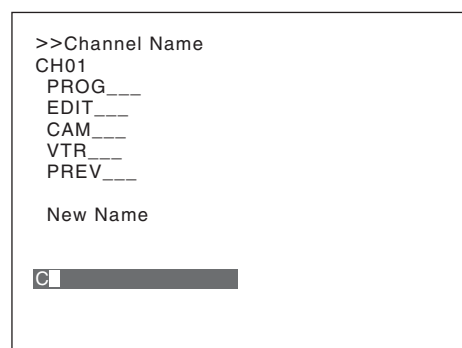 >>Channel Name
CH01
PROG___
EDIT___
CAM___
VTR___
PREV___
New Name
C